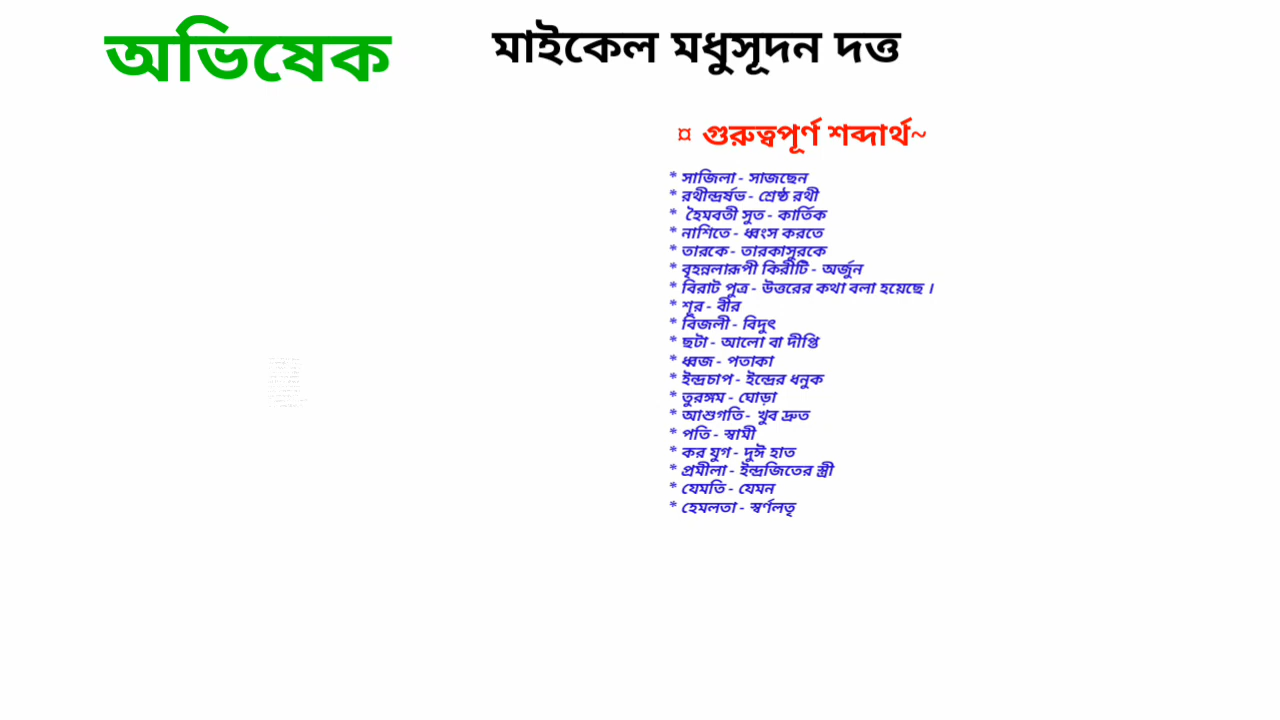 অভিষেক
মাইকেল মধুসূদন দত্ত
¤ গুরুত্বপূর্ণ শব্দার্থ~
* সাজিলা - সাজছেন
* রথীন্দ্রর্ষভ - শ্রেষ্ঠ রথী
* হৈমবতী সুত - কার্তিক
* নাশিতে - ধ্বংস করতে
* তারকে - তারকাসুরকে
* বৃহন্নলারূপী কিরীটি - অর্জুন
* বিরাট পুত্র - উত্তরের কথা বলা হয়েছে ।
* শূর - বীর
* বিজলী - বিদুৎ
* ছটা - আলো বা দীপ্তি
* ধ্বজ - পতাকা
* ইন্দ্রচাপ - ইন্দ্রের ধনুক
* তুরঙ্গম - ঘোড়া
* আশুগতি - খুব দ্রুত
* পতি - স্বামী
* কর যুগ - দুঈ হাত
* প্রমীলা - ইন্দ্রজিতের স্ত্রী
* যেমতি - যেমন
* হেমলতা - স্বর্ণলতৃ